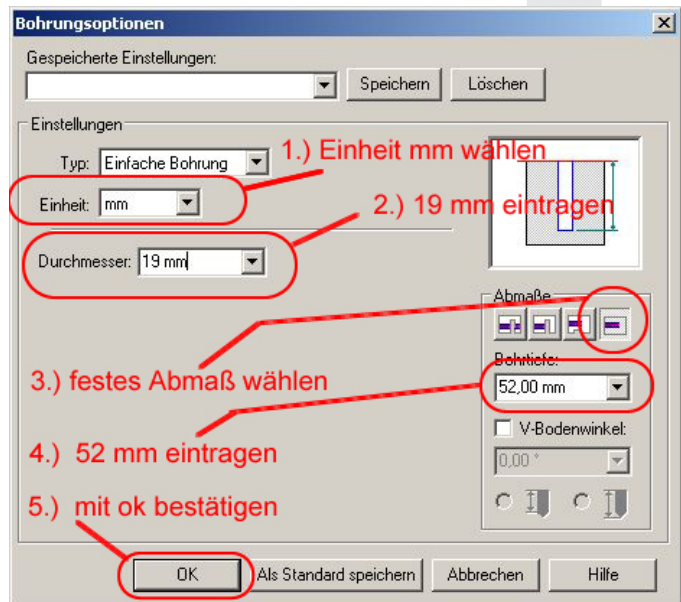 Bohrungsoptionen
Gespeicherte Einstellungen:
Speichern Löschen
Einstellungen
Typ: Einfache Bohrung
1.) Einheit mm wählen
Einheit: mm
2.) 19 mm eintragen
Durchmesser: 19 mm
Abmaße
3.) festes Abmaß wählen
Bohrtiefe:
52,00 mm
V-Bodenwinkel:
4.) 52 mm eintragen
0,00 °
5.) mit ok bestätigen
OK Als Standard speichern Abbrechen Hilfe